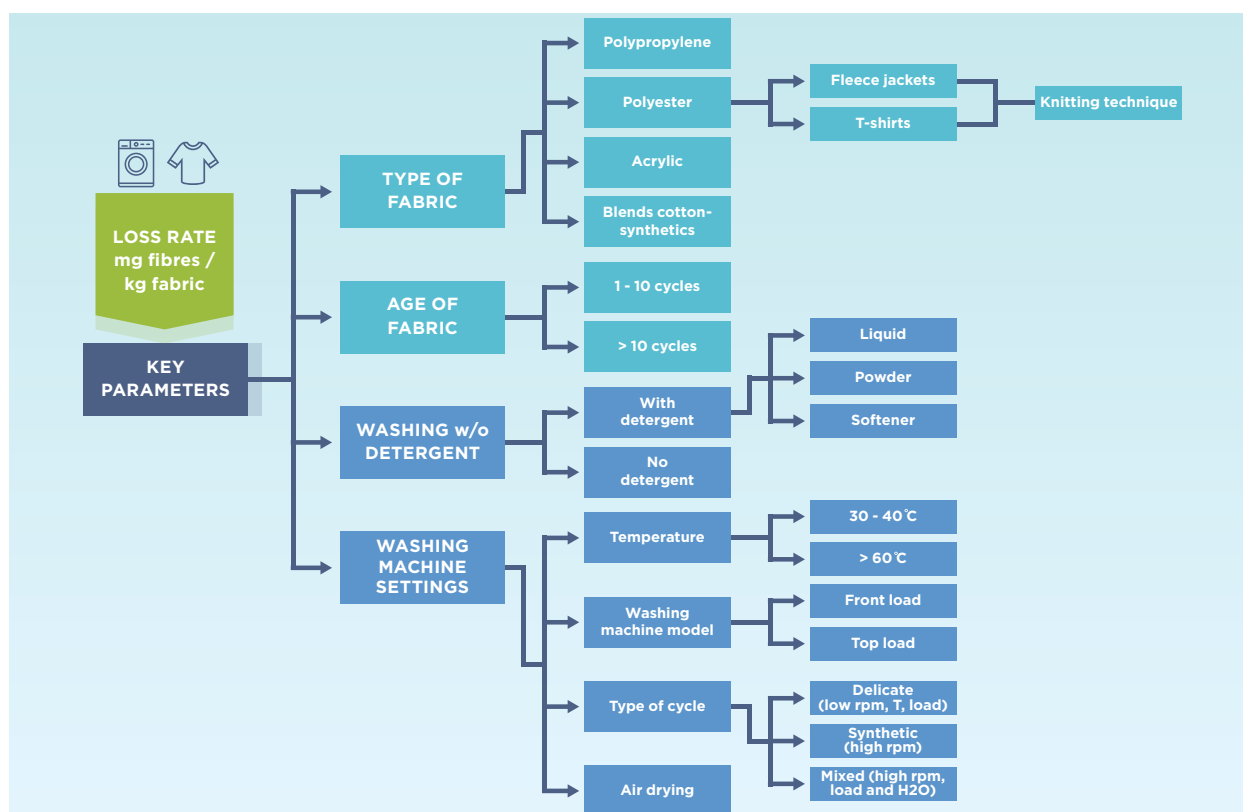 LOSS RATE
mg fibres /
kg fabric
KEY
PARAMETERS
TYPE OF
FABRIC
Polypropylene
Polyester
Fleece jackets
T-shirts
Knitting technique
Acrylic
Blends cotton-
synthetics
AGE OF
FABRIC
1 - 10 cycles
> 10 cycles
WASHING w/o
DETERGENT
With
detergent
Liquid
Powder
Softener
No
detergent
WASHING
MACHINE
SETTINGS
Temperature
30 - 40℃
> 60℃
Washing
machine model
Front load
Top load
Type of cycle
Delicate
(low rpm, T, load)
Synthetic
(high rpm)
Mixed (high rpm,
load and H2O)
Air drying